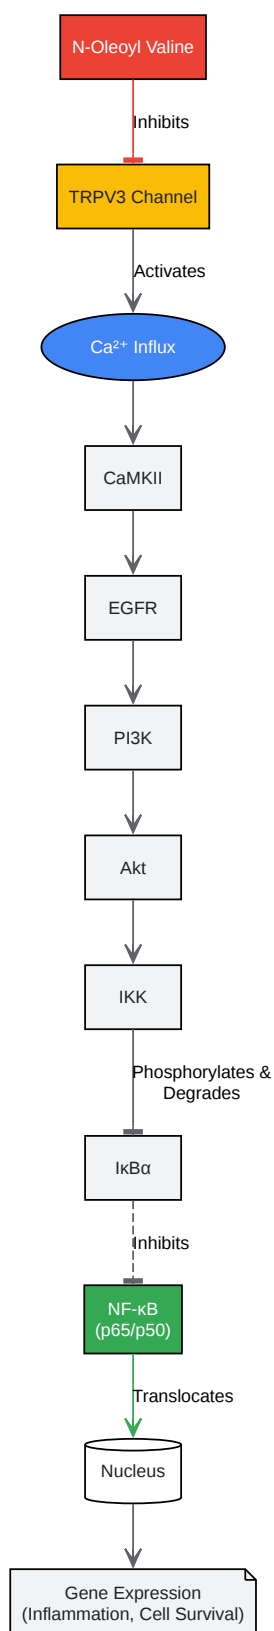 N-Oleoyl Valine
Inhibits
TRPV3 Channel
Activates
Ca²⁺ Influx
CaMKII
EGFR
PI3K
Akt
IKK
Phosphorylates &
Degrades
IκBα
Inhibits
NF-κB
(p65/p50)
Translocates
Nucleus
Gene Expression
(Inflammation, Cell Survival)